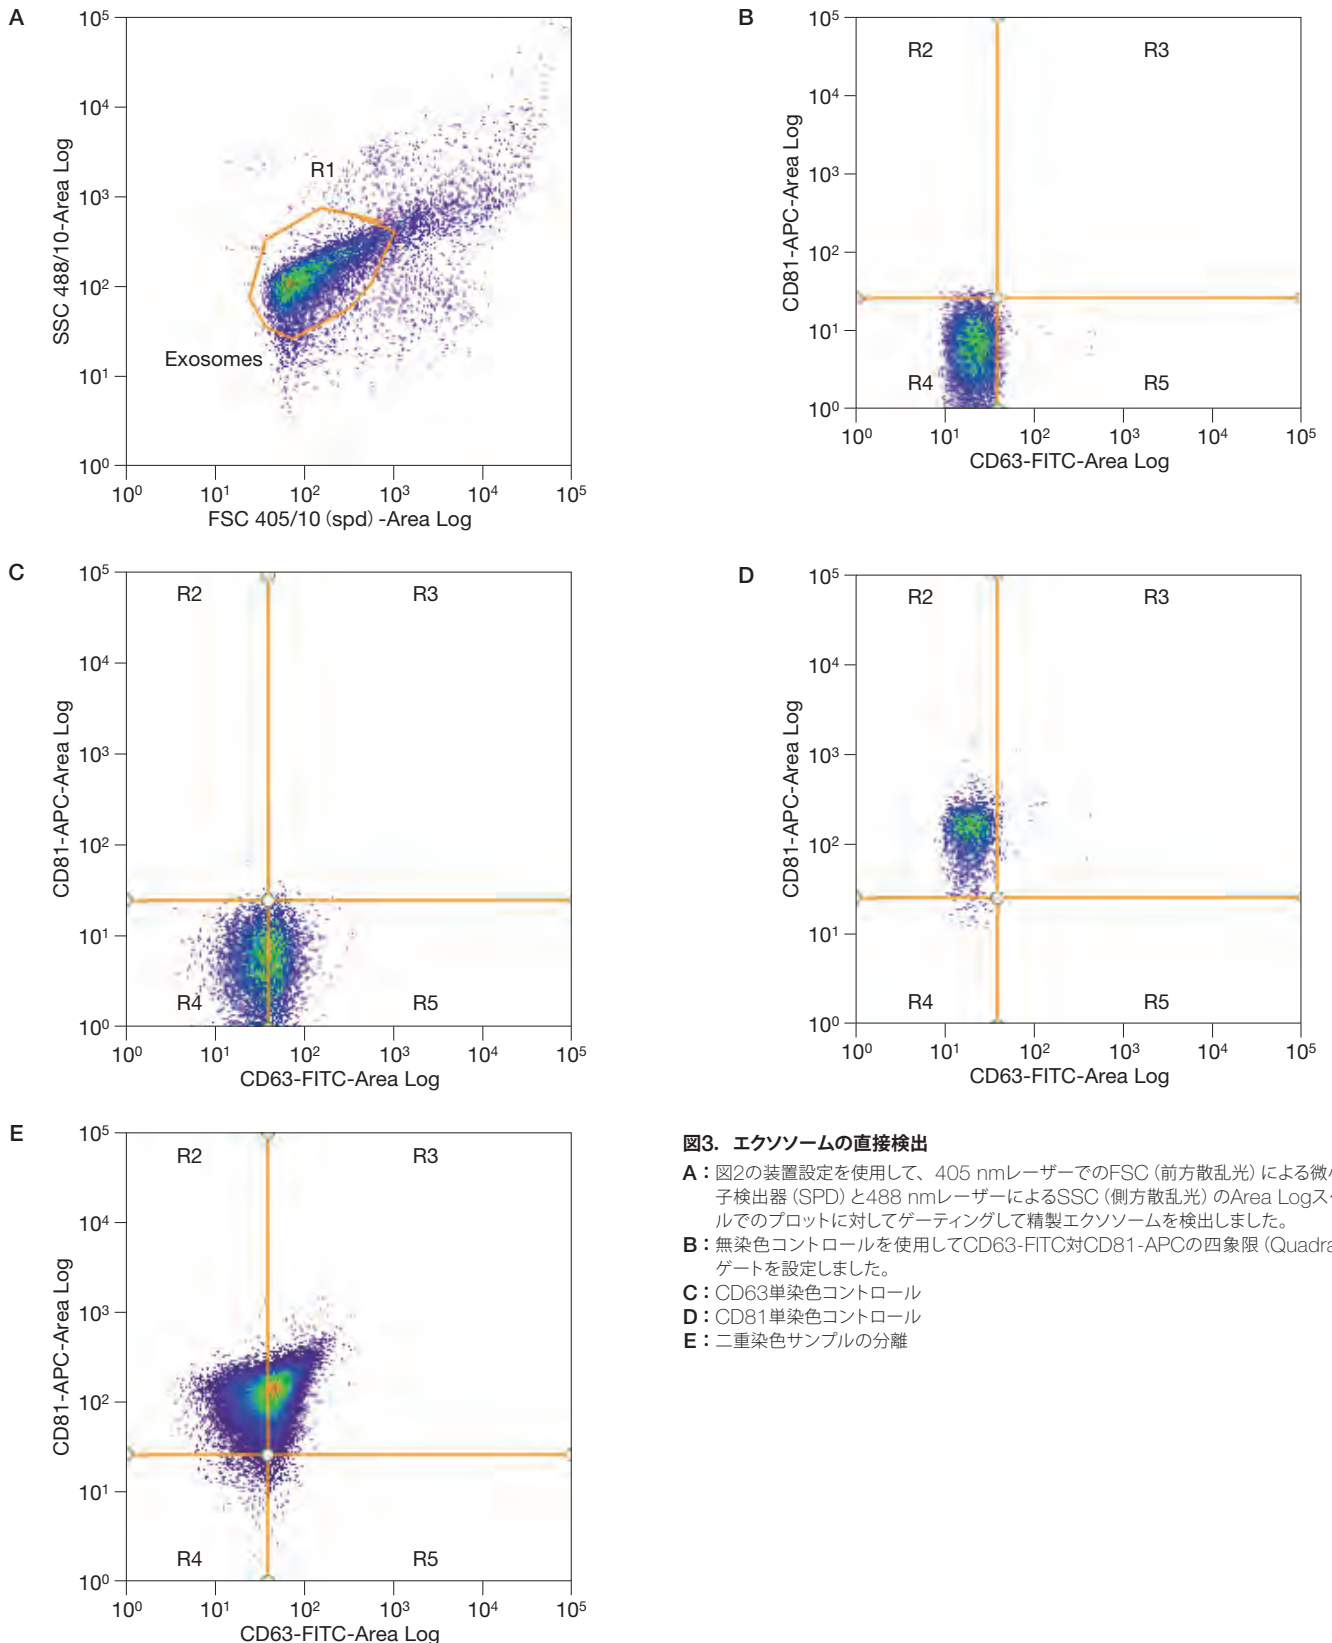 A
10⁵
10⁴
10³
10²
10¹
10⁰
SSC 488/10-Area Log
R1
Exosomes
10⁰ 10¹ 10² 10³ 10⁴ 10⁵
FSC 405/10（spd）-Area Log
B
10⁵
10⁴
10³
10²
10¹
10⁰
CD81-APC-Area Log
R2 R3
R4 R5
10⁰ 10¹ 10² 10³ 10⁴ 10⁵
CD63-FITC-Area Log
C
10⁵
10⁴
10³
10²
10¹
10⁰
CD81-APC-Area Log
R2 R3
R4 R5
10⁰ 10¹ 10² 10³ 10⁴ 10⁵
CD63-FITC-Area Log
D
10⁵
10⁴
10³
10²
10¹
10⁰
CD81-APC-Area Log
R2 R3
R4 R5
10⁰ 10¹ 10² 10³ 10⁴ 10⁵
CD63-FITC-Area Log
E
10⁵
10⁴
10³
10²
10¹
10⁰
CD81-APC-Area Log
R2 R3
R4 R5
10⁰ 10¹ 10² 10³ 10⁴ 10⁵
CD63-FITC-Area Log
図3. エクソソームの直接検出
A：図2の装置設定を使用して、405 nmレーザーでのFSC（前方散乱光）による微
子検出器（SPD）と488 nmレーザーによるSSC（側方散乱光）のArea Logス
ルでのプロットに対してゲーティングして精製エクソソームを検出しました。
B：無染色コントロールを使用してCD63-FITC対CD81-APCの四象限（Quadra
ゲートを設定しました。
C：CD63単染色コントロール
D：CD81単染色コントロール
E：二重染色サンプルの分離